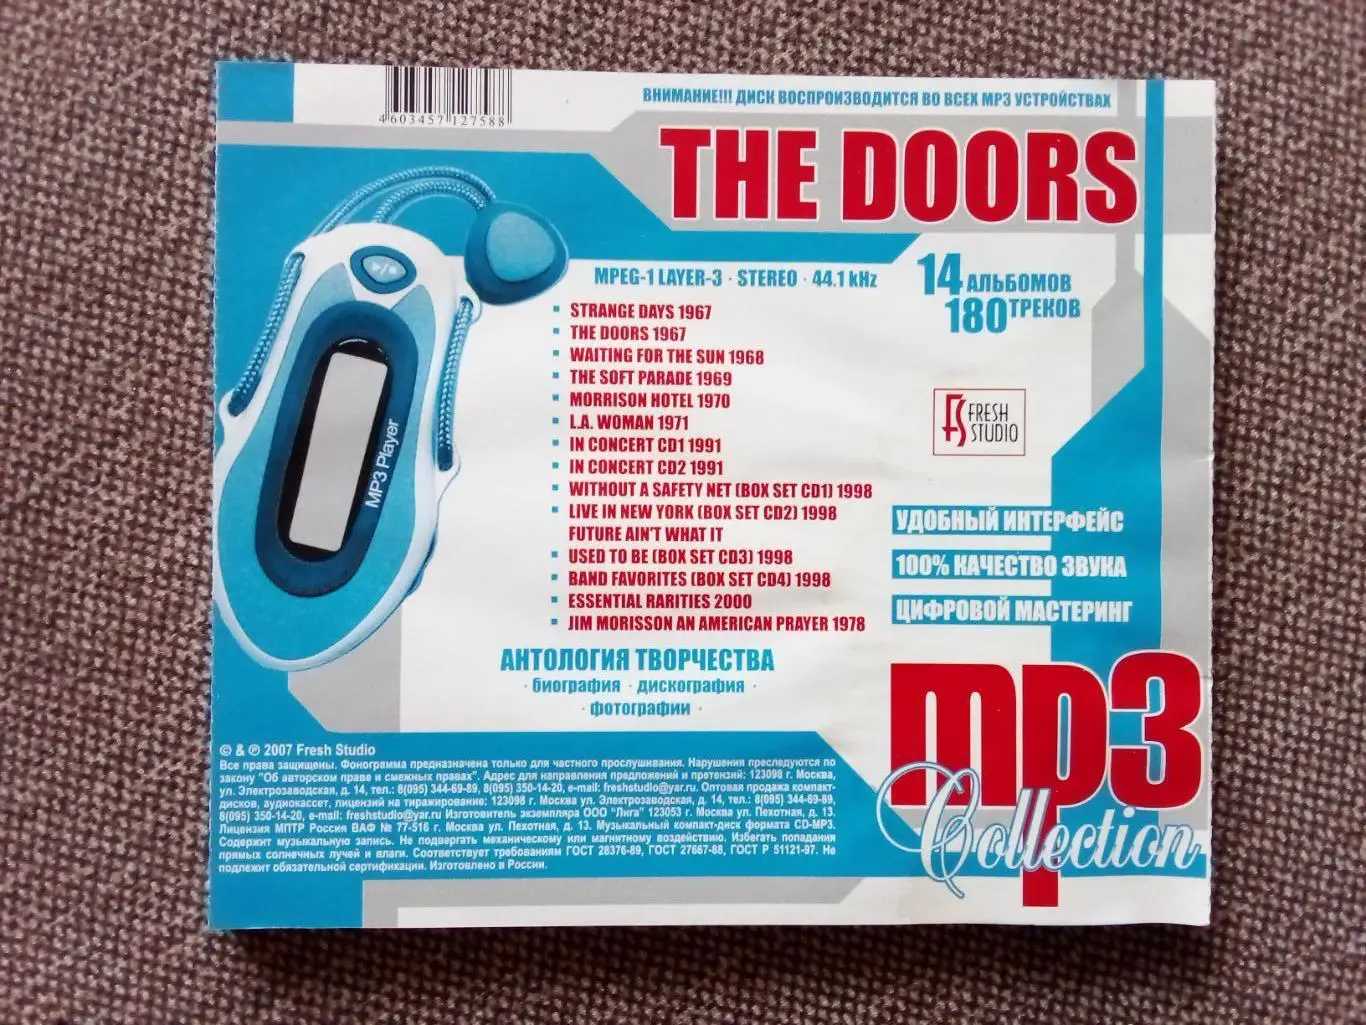 4603457127588
ВНИМАНИЕ!!! ДИСК ВОСПРОИЗВОДИТСЯ ВО ВСЕХ MP3 УСТРОЙСТВАХ
THE DOORS
MPEG-1 LAYER-3 · STEREO · 44.1 kHz
14 АЛЬБОМОВ
180 ТРЕКОВ
STRANGE DAYS 1967
THE DOORS 1967
WAITING FOR THE SUN 1968
THE SOFT PARADE 1969
MORRISON HOTEL 1970
L.A. WOMAN 1971
IN CONCERT CD1 1991
IN CONCERT CD2 1991
WITHOUT A SAFETY NET (BOX SET CD1) 1998
LIVE IN NEW YORK (BOX SET CD2) 1998
FUTURE AIN'T WHAT IT
USED TO BE (BOX SET CD3) 1998
BAND FAVORITES (BOX SET CD4) 1998
ESSENTIAL RARITIES 2000
JIM MORISSON AN AMERICAN PRAYER 1978
MP3 Player
FS FRESH
STUDIO
УДОБНЫЙ ИНТЕРФЕЙС
100% КАЧЕСТВО ЗВУКА
ЦИФРОВОЙ МАСТЕРИНГ
АНТОЛОГИЯ ТВОРЧЕСТВА
· биография · дискография ·
· фотографии ·
mp3
Collection
© & ℗ 2007 Fresh Studio
Все права защищены. Фонограмма предназначена только для частного прослушивания. Нарушения преследуются по
закону "Об авторском праве и смежных правах". Адрес для направления предложений и претензий: 123098 г. Москва,
ул. Электрозаводская, д. 14, тел.: 8(095) 344-69-89, 8(095) 350-14-20, e-mail: freshstudio@yar.ru. Оптовая продажа компакт-
дисков, аудиокассет, лицензий на тиражирование: 123098 г. Москва ул. Электрозаводская, д. 14, тел.: 8(095) 344-69-89,
8(095) 350-14-20, e-mail: freshstudio@yar.ru Изготовитель экземпляра ООО "Лига" 123053 г. Москва ул. Пехотная, д. 13.
Лицензия МПТР России ВАФ № 77-516 г. Москва ул. Пехотная, д. 13. Музыкальный компакт-диск формата CD-MP3.
Содержит музыкальную запись. Не подвергать механическому или магнитному воздействию. Избегать попадания
прямых солнечных лучей и влаги. Соответствует требованиям ГОСТ 28376-89, ГОСТ 27667-88, ГОСТ Р 51121-97. Не
подлежит обязательной сертификации. Изготовлено в России.